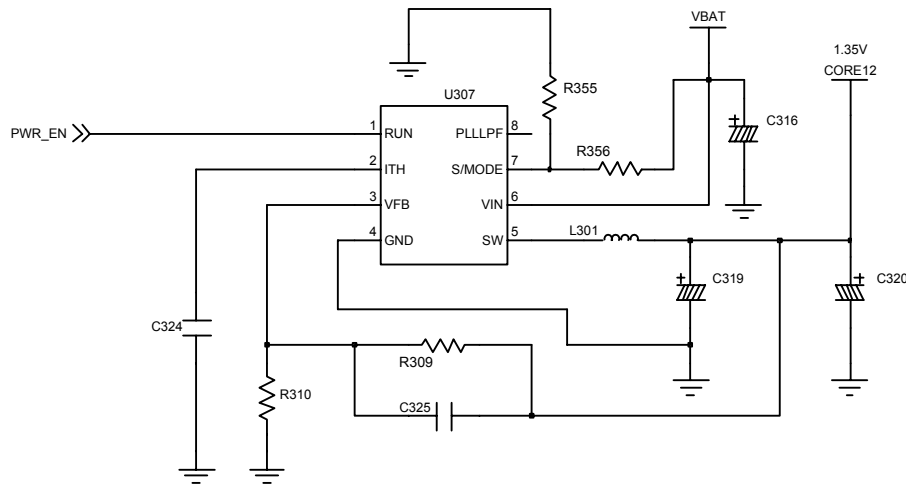 VBAT
1.35V
CORE12
U307
R355
C316
PWR_EN
1
RUN
PLLLPF
8
2
ITH
S/MODE
7
R356
3
VFB
VIN
6
4
GND
SW
5
L301
C319
C320
C324
R309
R310
C325